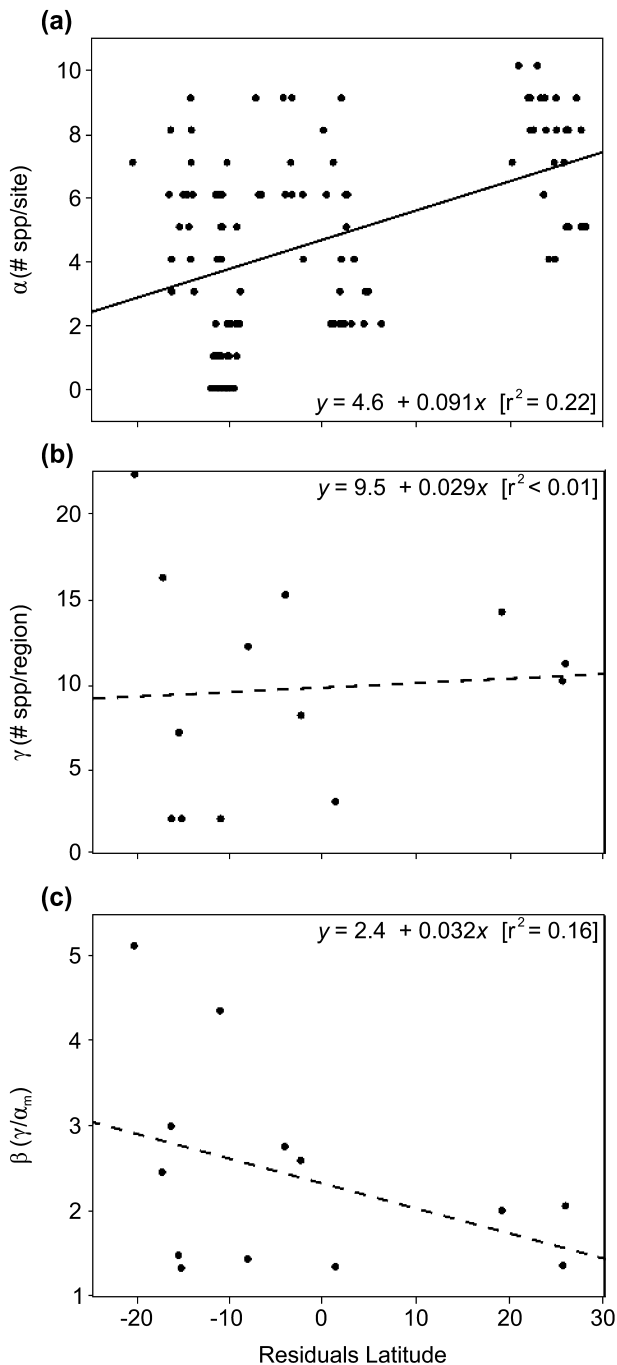 (a)
10
8
6
4
2
0
α (# spp/site)
y = 4.6 + 0.091x [r² = 0.22]
(b)
y = 9.5 + 0.029x [r² < 0.01]
20
15
10
5
0
γ (# spp/region)
(c)
y = 2.4 + 0.032x [r² = 0.16]
5
4
3
2
1
β (γ/αₘ)
-20 -10 0 10 20 30
Residuals Latitude